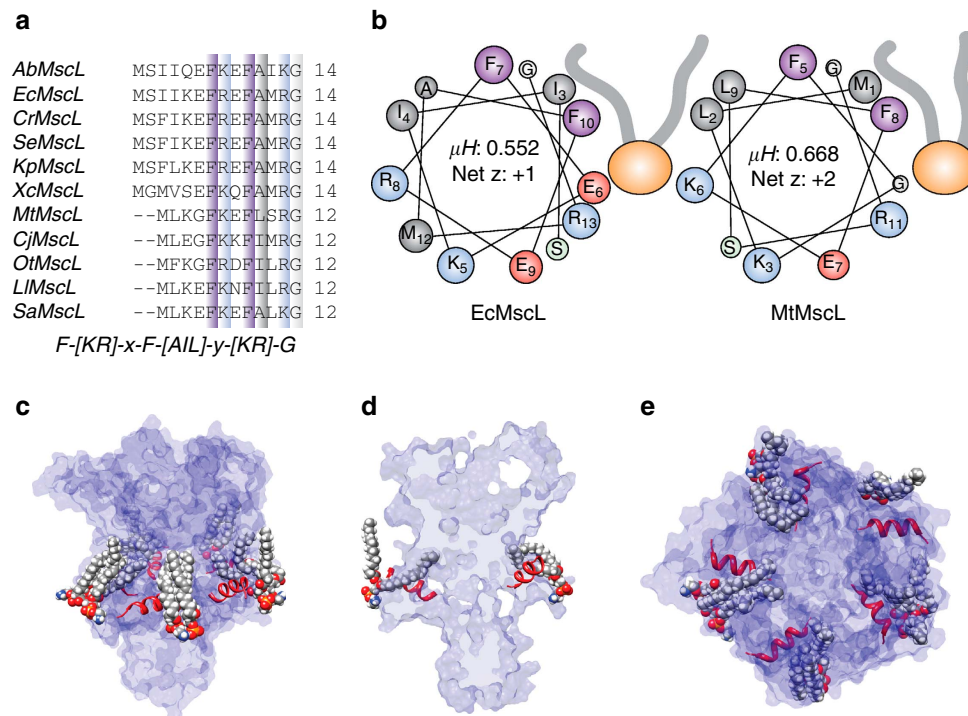 a
AbMscL MSIIQEFKEFAIKG 14
EcMscL MSIIKEFREFAMRG 14
CrMscL MSFIKEFREFAMRG 14
SeMscL MSFIKEFREFAMRG 14
KpMscL MSFLKEFREFAMRG 14
XcMscL MGMVSEFKQFAMRG 14
MtMscL --MLKGFKEFLSRG 12
CjMscL --MLEGFKKFIMRG 12
OtMscL --MFKGFRDFILRG 12
LlMscL --MLKEFKNFILRG 12
SaMscL --MLKEFKEFALKG 12
F-[KR]-x-F-[AIL]-y-[KR]-G
b
F7
G
A
I3
I4
F10
μH: 0.552
Net z: +1
R8
E6
R13
M12
S
K5
E9
EcMscL
F5
G
L9
M1
L2
F8
μH: 0.668
Net z: +2
K6
G
R11
S
K3
E7
MtMscL
c
d
e